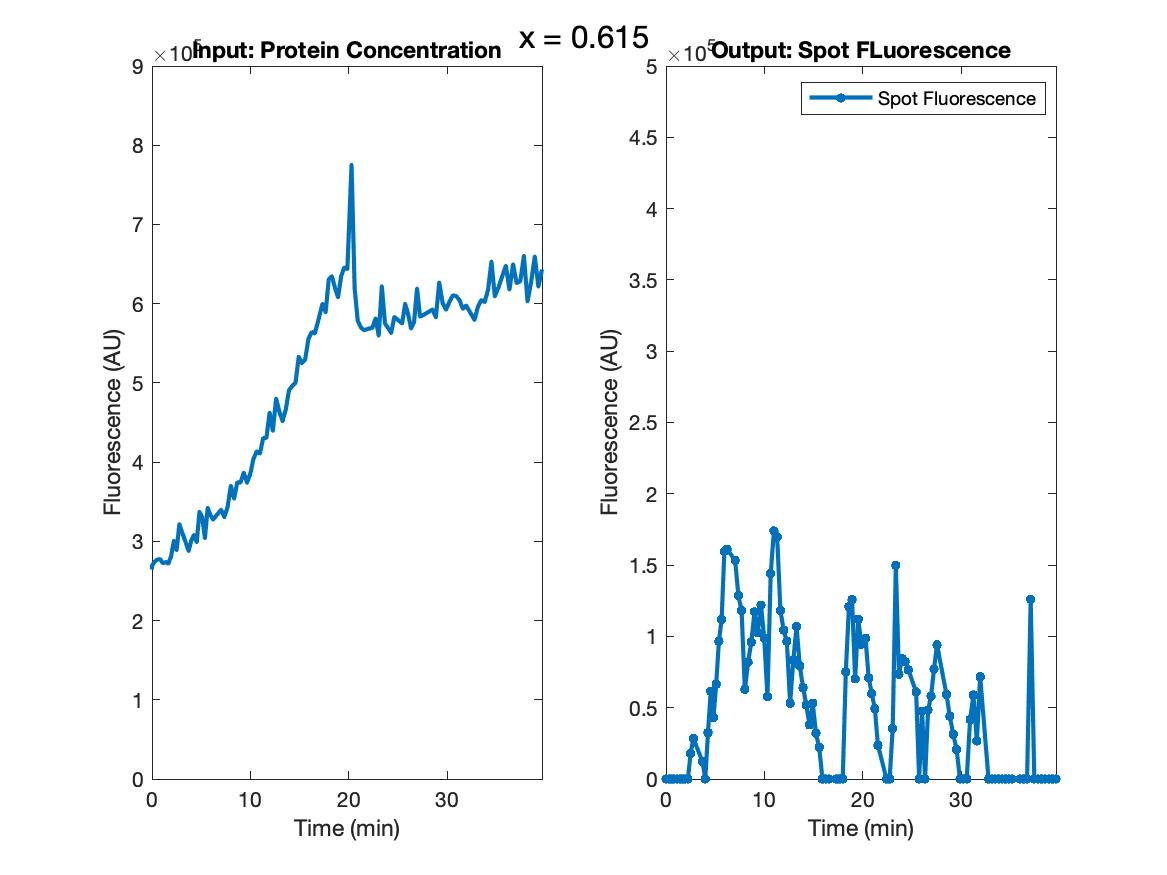 x = 0.615
×10⁵
Input: Protein Concentration
9
8
7
6
5
4
3
2
1
0
Fluorescence (AU)
0 10 20 30
Time (min)
×10⁵
Output: Spot FLuorescence
Spot Fluorescence
5
4.5
4
3.5
3
2.5
2
1.5
1
0.5
0
Fluorescence (AU)
0 10 20 30
Time (min)